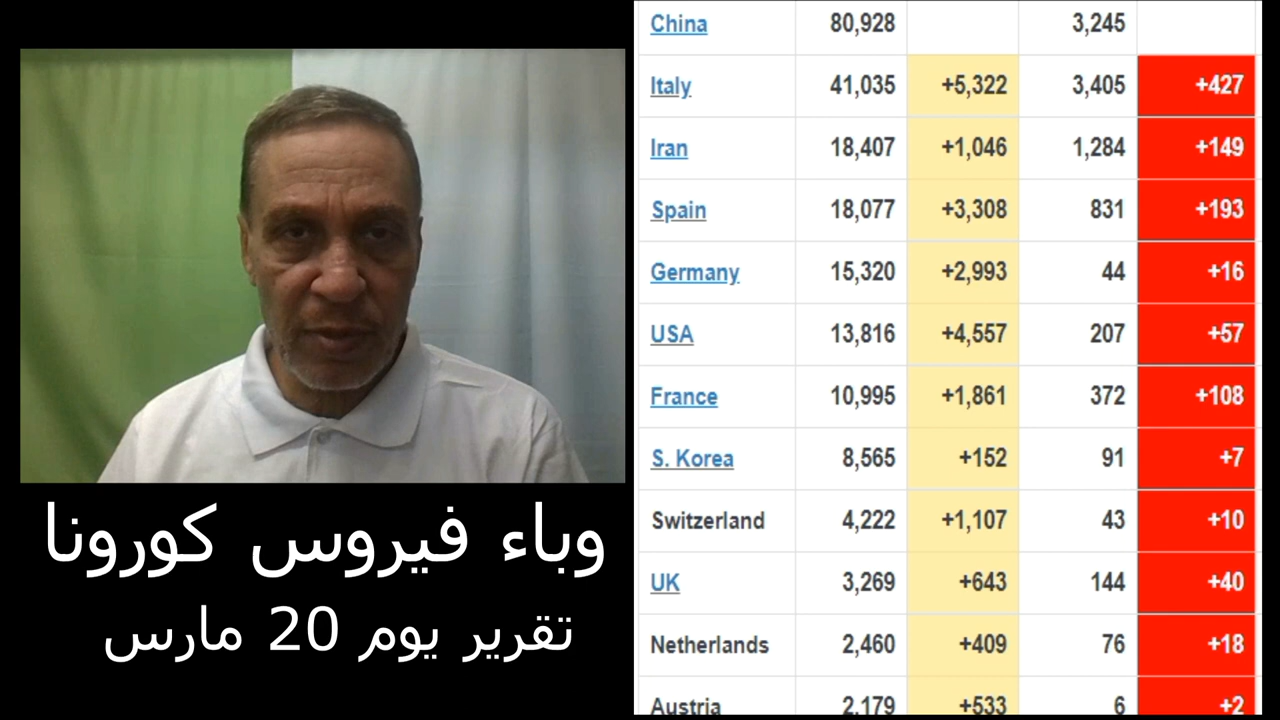 وباء فيروس كورونا
تقرير يوم 20 مارس
China 80,928 3,245
Italy 41,035 +5,322 3,405 +427
Iran 18,407 +1,046 1,284 +149
Spain 18,077 +3,308 831 +193
Germany 15,320 +2,993 44 +16
USA 13,816 +4,557 207 +57
France 10,995 +1,861 372 +108
S. Korea 8,565 +152 91 +7
Switzerland 4,222 +1,107 43 +10
UK 3,269 +643 144 +40
Netherlands 2,460 +409 76 +18
Austria 2,179 +533 6 +2